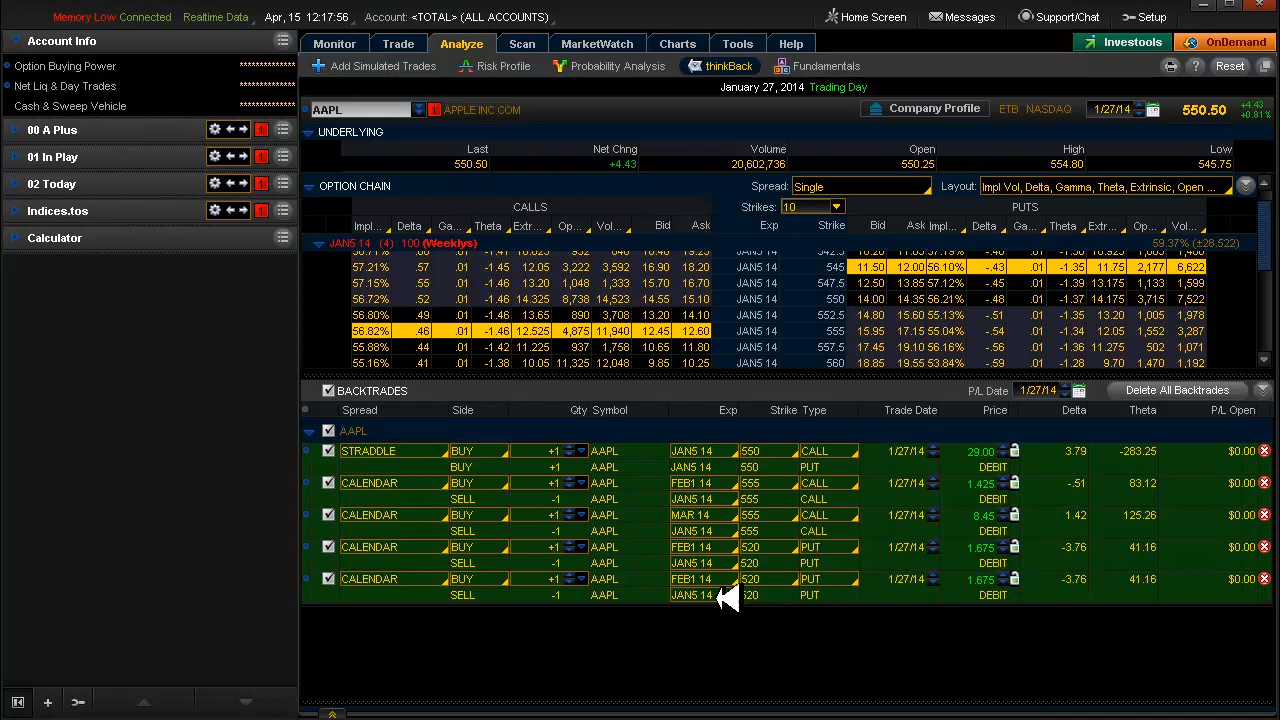 Memory Low Connected Realtime Data Apr, 15 12:17:56 Account: <TOTAL> (ALL ACCOUNTS) Home Screen Messages Support/Chat Setup
Account Info
Option Buying Power **********
Net Liq & Day Trades **********
Cash & Sweep Vehicle **********
00 A Plus 1
01 In Play 1
02 Today 1
Indices.tos 1
Calculator
Monitor Trade Analyze Scan MarketWatch Charts Tools Help Investools OnDemand
Add Simulated Trades Risk Profile Probability Analysis thinkBack Fundamentals ? Reset
January 27, 2014 Trading Day
AAPL 1 APPLE INC COM Company Profile ETB NASDAQ 1/27/14 550.50 +4.43 +0.81%
UNDERLYING
Last Net Chng Volume Open High Low
550.50 +4.43 20,602,736 550.25 554.80 545.75
OPTION CHAIN Spread: Single Layout: Impl Vol, Delta, Gamma, Theta, Extrinsic, Open ...
CALLS Strikes: 10 PUTS
Impl... Delta Ga... Theta Extr... Op... Vol... Bid Ask Exp Strike Bid Ask Impl... Delta Ga... Theta Extr... Op... Vol...
JAN5 14 (4) 100 (Weeklys) 59.37% (±28.522)
57.21% .57 .01 -1.45 12.05 3,222 3,592 16.90 18.20 JAN5 14 545 11.50 12.00 56.10% -.43 .01 -1.35 11.75 2,177 6,622
57.15% .55 .01 -1.45 13.20 1,048 1,333 15.70 16.70 JAN5 14 547.5 12.50 13.85 57.12% -.45 .01 -1.39 13.175 1,133 1,599
56.72% .52 .01 -1.46 14.325 9,738 14,523 14.55 15.10 JAN5 14 550 14.00 14.35 56.21% -.48 .01 -1.37 14.175 3,715 7,522
56.80% .49 .01 -1.46 13.65 890 3,708 13.20 14.10 JAN5 14 552.5 14.60 15.80 55.13% -.51 .01 -1.35 13.20 1,005 1,978
56.82% .46 .01 -1.46 12.525 4,875 11,940 12.45 12.60 JAN5 14 555 15.95 17.15 55.04% -.54 .01 -1.34 12.05 1,552 3,287
55.88% .44 .01 -1.42 11.225 937 1,758 10.65 11.80 JAN5 14 557.5 17.45 19.10 56.25% -.56 .01 -1.36 11.275 502 1,071
55.16% .41 .01 -1.38 10.05 11,325 12,048 9.85 10.25 JAN5 14 560 18.85 19.55 53.84% -.59 .01 -1.28 9.70 1,470 1,192
BACKTRADES P/L Date 1/27/14 Delete All Backtrades
Spread Side Qty Symbol Exp Strike Type Trade Date Price Delta Theta P/L Open
AAPL
STRADDLE BUY +1 AAPL JAN5 14 550 CALL 1/27/14 29.00 3.79 -283.25 $0.00
BUY +1 AAPL JAN5 14 550 PUT DEBIT
CALENDAR BUY +1 AAPL FEB1 14 555 CALL 1/27/14 1.425 -.51 83.12 $0.00
SELL -1 AAPL JAN5 14 555 CALL DEBIT
CALENDAR BUY +1 AAPL MAR 14 555 CALL 1/27/14 8.45 1.42 125.26 $0.00
SELL -1 AAPL JAN5 14 555 CALL DEBIT
CALENDAR BUY +1 AAPL FEB1 14 520 PUT 1/27/14 1.675 -3.76 41.16 $0.00
SELL -1 AAPL JAN5 14 520 PUT DEBIT
CALENDAR BUY +1 AAPL FEB1 14 520 PUT 1/27/14 1.675 -3.76 41.16 $0.00
SELL -1 AAPL JAN5 14 520 PUT DEBIT